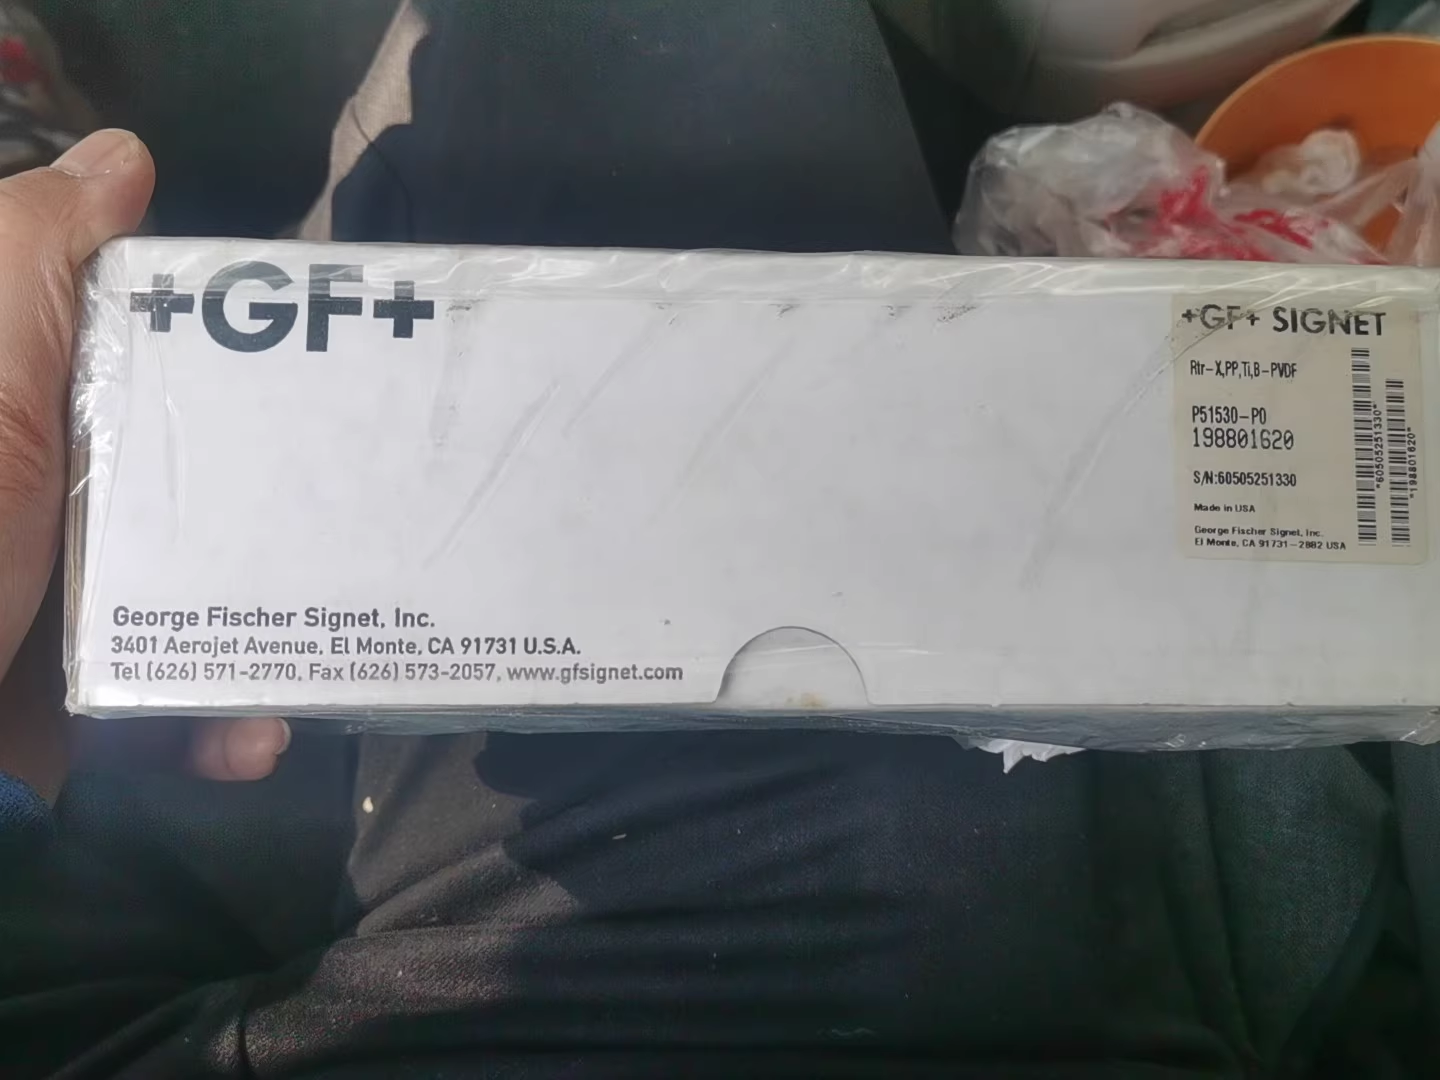 +GF+
George Fischer Signet, Inc.
3401 Aerojet Avenue, El Monte, CA 91731 U.S.A.
Tel (626) 571-2770, Fax (626) 573-2057, www.gfsignet.com
+GF+ SIGNET
Rtr-X,PP,Ti,B-PVDF
P51530-P0
198801620
S/N:60505251330
Made in USA
George Fischer Signet, Inc.
El Monte, CA 91731-2882 USA
*60505251330*
*198801620*